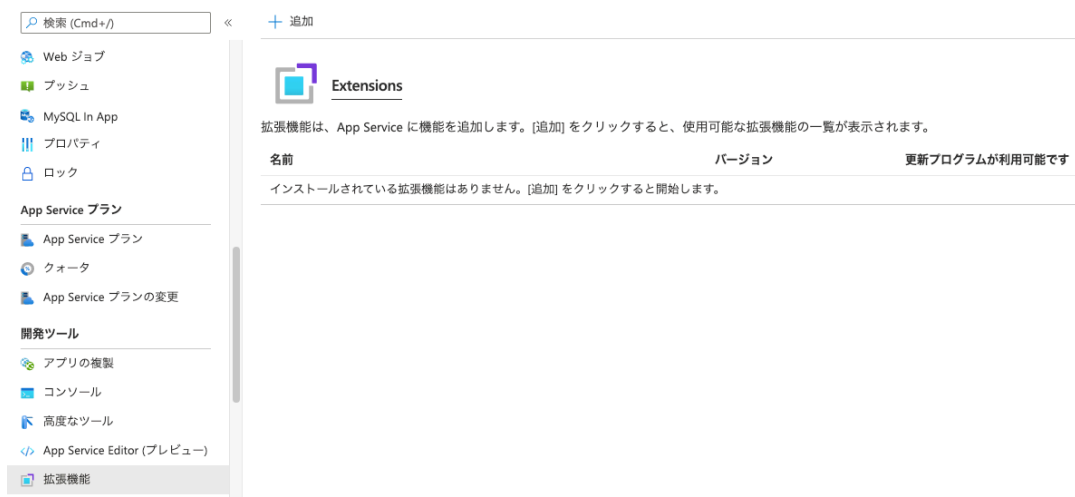 検索 (Cmd+/)
«
Web ジョブ
プッシュ
MySQL In App
プロパティ
ロック
App Service プラン
App Service プラン
クォータ
App Service プランの変更
開発ツール
アプリの複製
コンソール
高度なツール
App Service Editor (プレビュー)
拡張機能
追加
Extensions
拡張機能は、App Service に機能を追加します。[追加] をクリックすると、使用可能な拡張機能の一覧が表示されます。
名前 バージョン 更新プログラムが利用可能です
インストールされている拡張機能はありません。[追加] をクリックすると開始します。